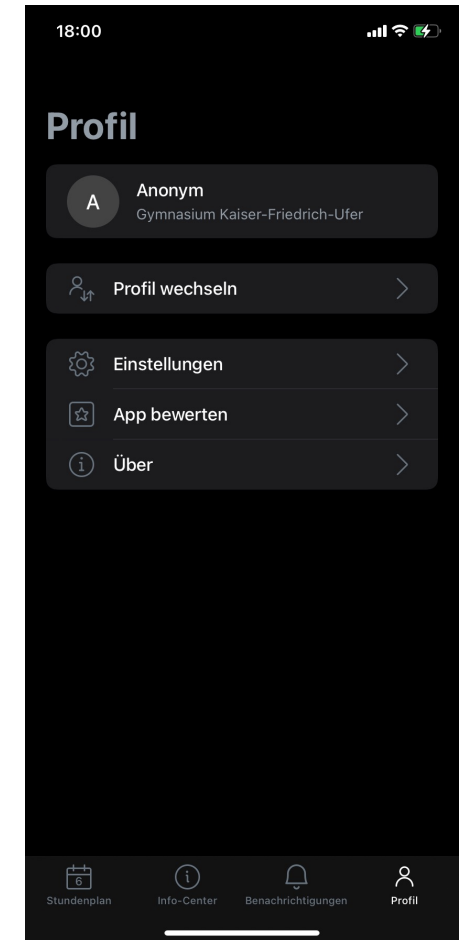 18:00
Profil
A
Anonym
Gymnasium Kaiser-Friedrich-Ufer
Profil wechseln
Einstellungen
App bewerten
Über
6
Stundenplan
Info-Center
Benachrichtigungen
Profil